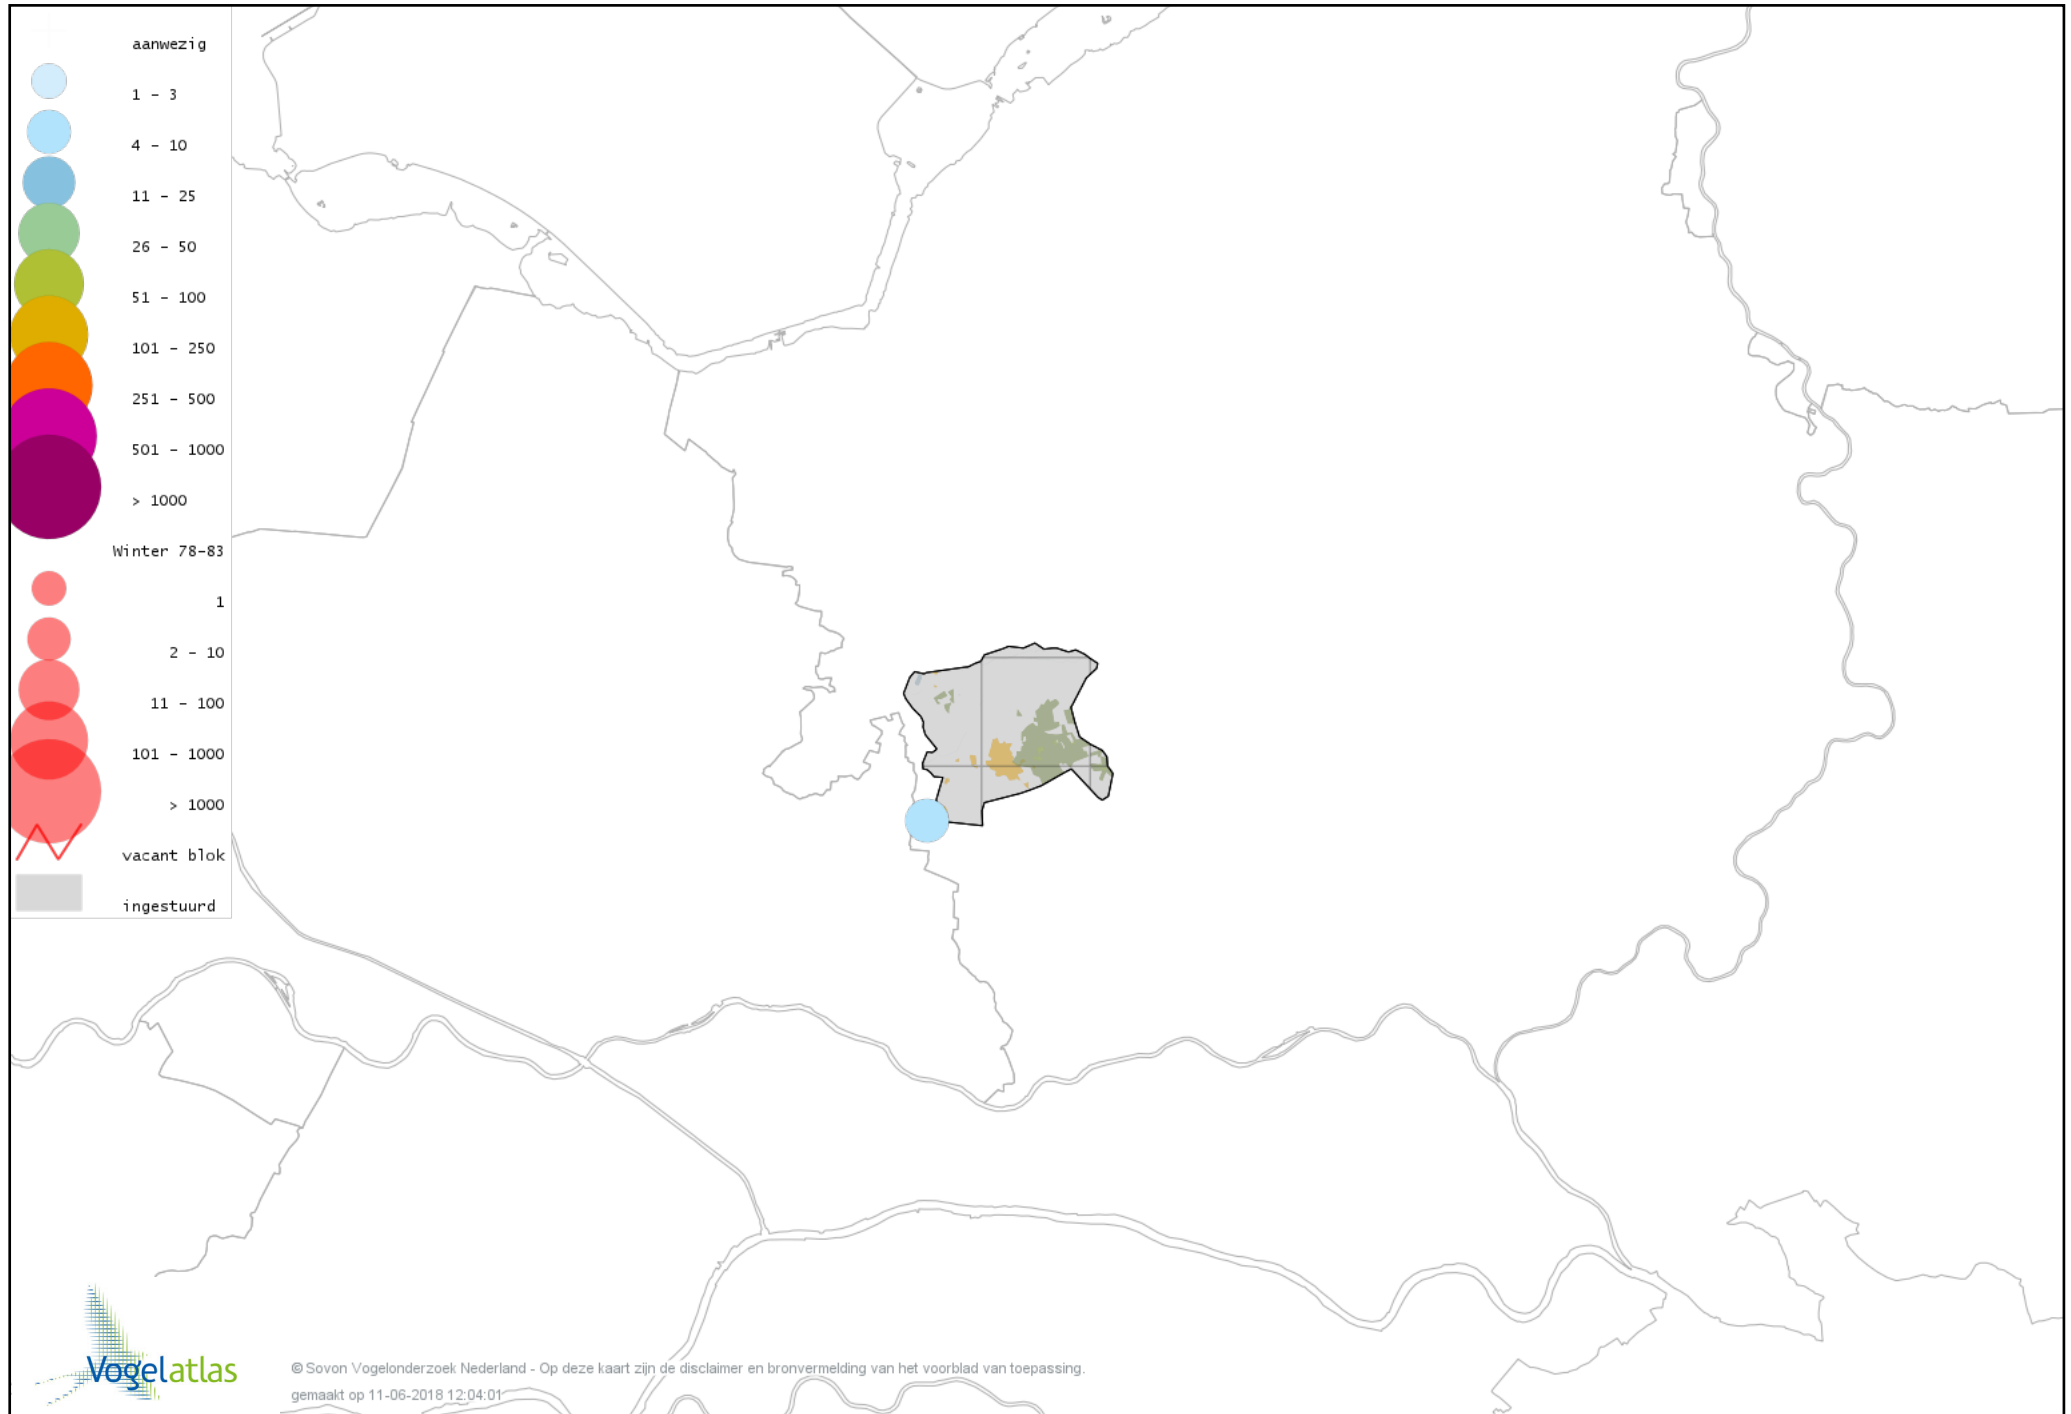 aanwezig
1 - 3
4 - 10
11 - 25
26 - 50
51 - 100
101 - 250
251 - 500
501 - 1000
> 1000
Winter 78-83
1
2 - 10
11 - 100
101 - 1000
> 1000
vacant blok
ingestuurd
Vogelatlas
© Sovon Vogelonderzoek Nederland - Op deze kaart zijn de disclaimer en bronvermelding van het voorblad van toepassing.
gemaakt op 11-06-2018 12:04:01